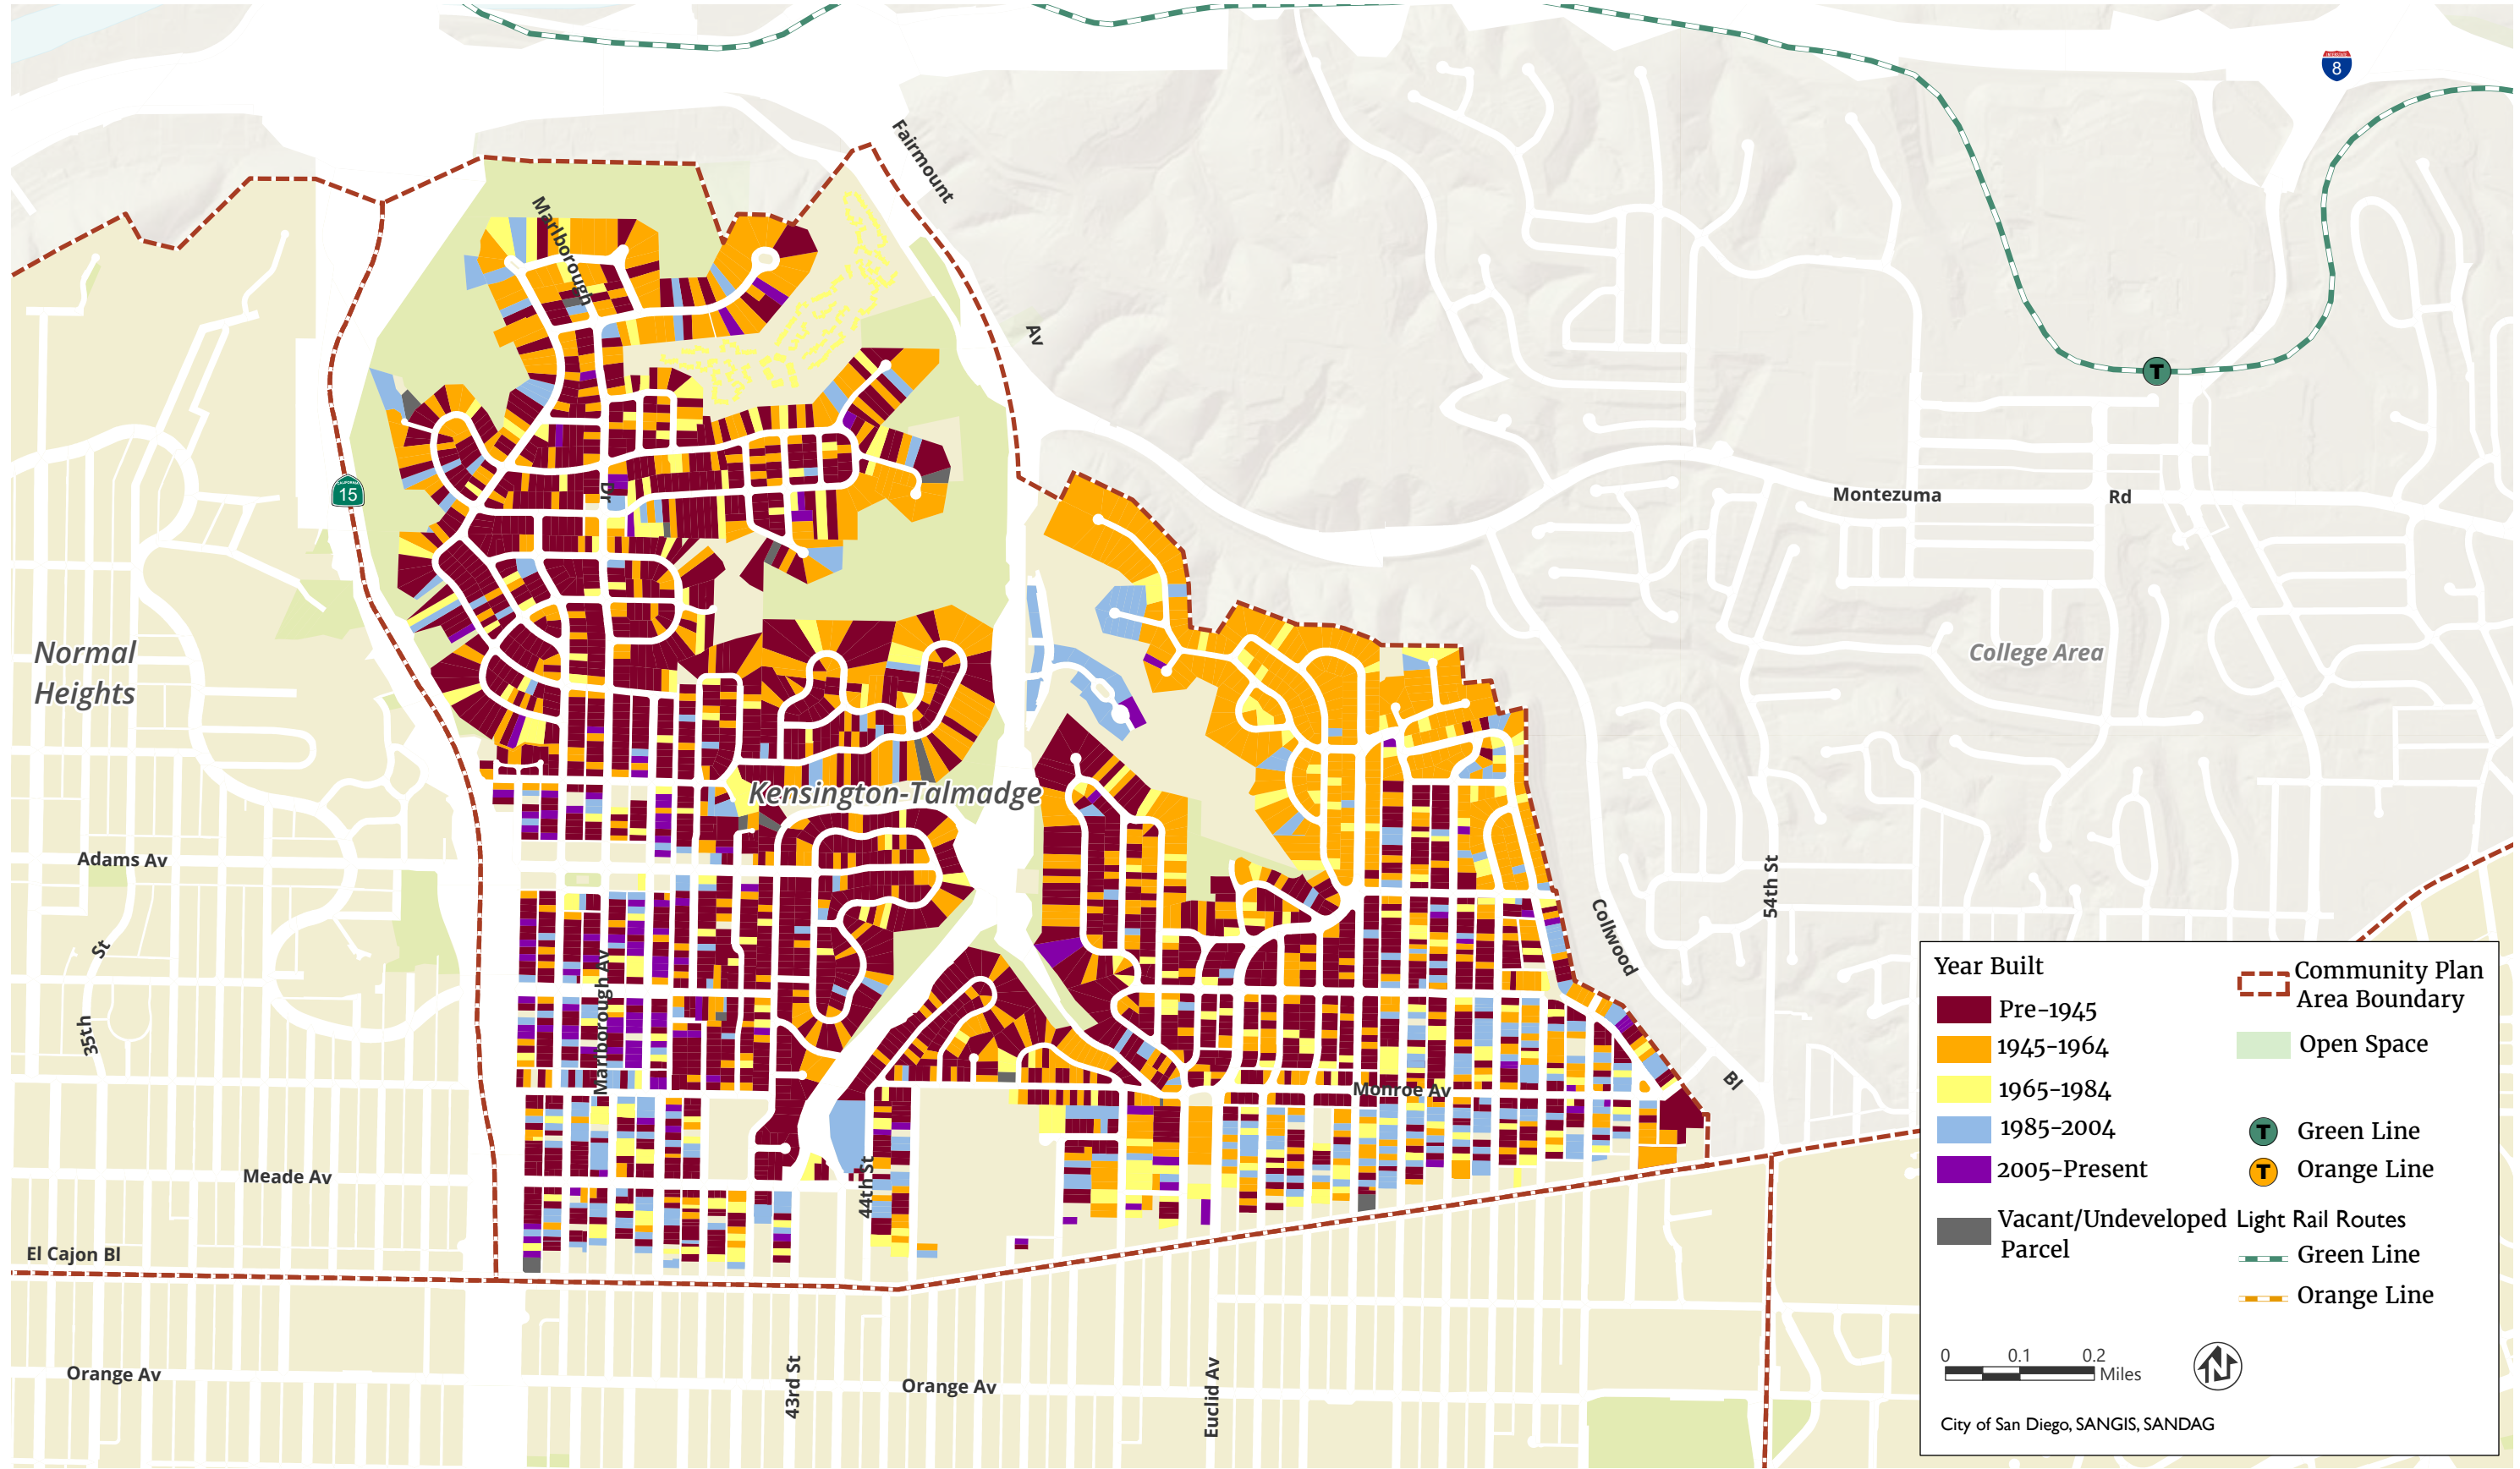 8
Fairmount
Av
Marlborough
Dr
CALIFORNIA
15
T
Montezuma
Rd
Normal
Heights
College Area
Kensington-Talmadge
Adams Av
54th St
Collwood
Bl
35th
St
Marlborough Av
Monroe Av
Meade Av
44th St
El Cajon Bl
Orange Av
43rd St
Orange Av
Euclid Av
Year Built
Pre-1945
1945-1964
1965-1984
1985-2004
2005-Present
Vacant/Undeveloped
Parcel
Community Plan
Area Boundary
Open Space
T
Green Line
T
Orange Line
Light Rail Routes
Green Line
Orange Line
0 0.1 0.2
Miles
N
City of San Diego, SANGIS, SANDAG